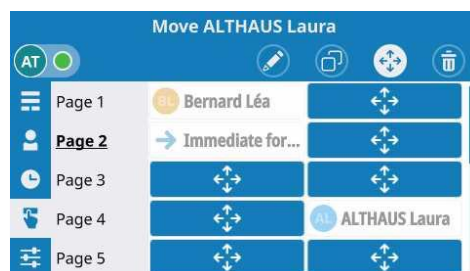 Move ALTHAUS Laura
AT
Page 1
BL Bernard Léa
Page 2
Immediate for...
Page 3
Page 4
AL ALTHAUS Laura
Page 5